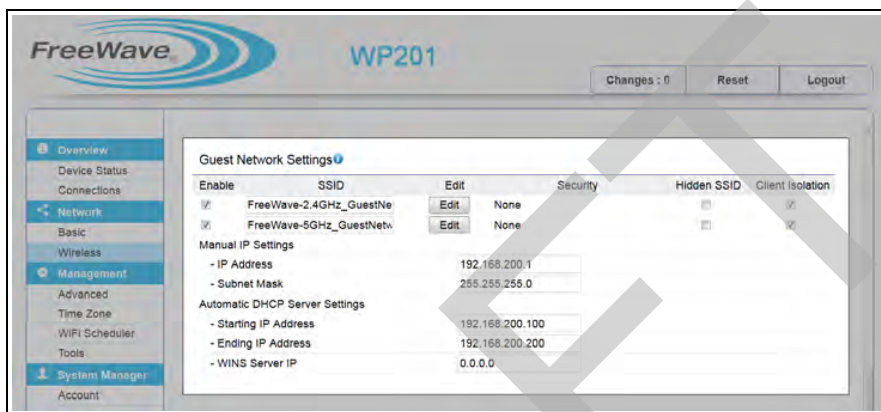 FreeWave®
WP201
Changes : 0 Reset Logout
Overview
Device Status
Connections
Network
Basic
Wireless
Management
Advanced
Time Zone
WiFi Scheduler
Tools
System Manager
Account
Guest Network Settings
Enable SSID Edit Security Hidden SSID Client Isolation
FreeWave-2.4GHz_GuestNe Edit None
FreeWave-5GHz_GuestNetw Edit None
Manual IP Settings
- IP Address 192.168.200.1
- Subnet Mask 255.255.255.0
Automatic DHCP Server Settings
- Starting IP Address 192.168.200.100
- Ending IP Address 192.168.200.200
- WINS Server IP 0.0.0.0